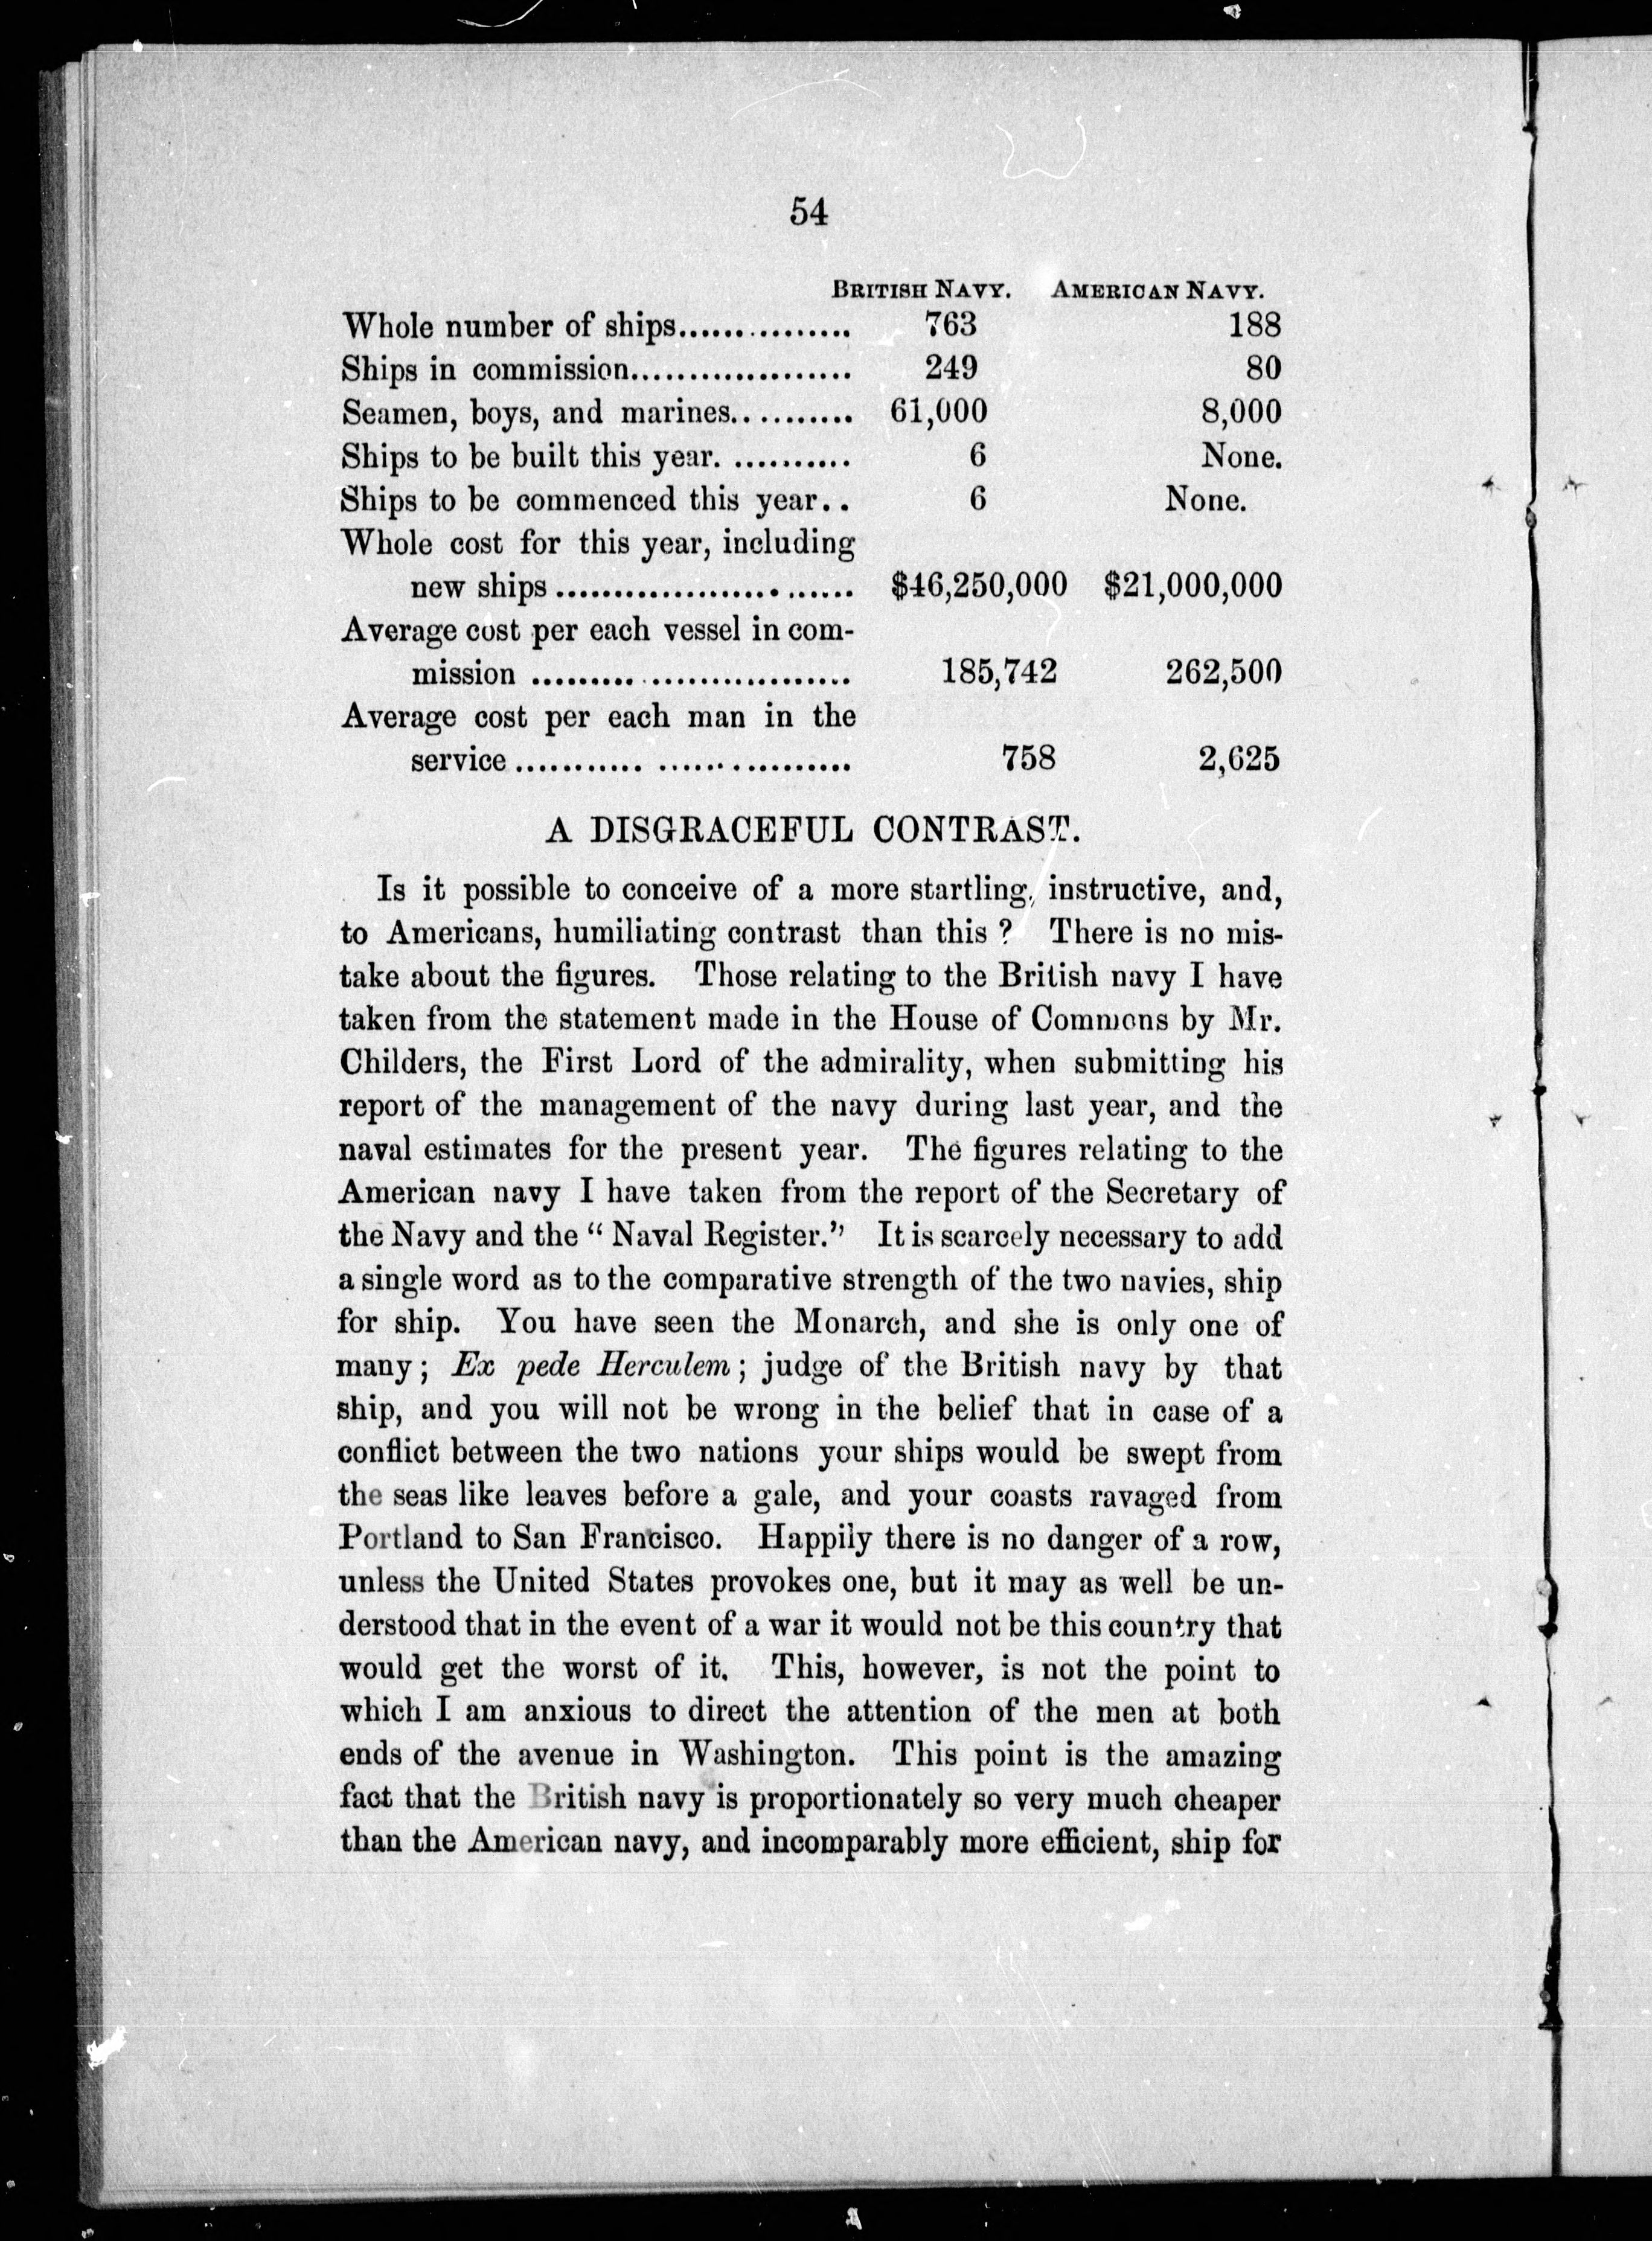 54
BRITISH NAVY. AMERICAN NAVY.
Whole number of ships............... 763 188
Ships in commission................... 249 80
Seamen, boys, and marines.......... 61,000 8,000
Ships to be built this year. .......... 6 None.
Ships to be commenced this year.. 6 None.
Whole cost for this year, including
new ships .......................... $46,250,000 $21,000,000
Average cost per each vessel in com-
mission ............................ 185,742 262,500
Average cost per each man in the
service ............................. 758 2,625
A DISGRACEFUL CONTRAST.
Is it possible to conceive of a more startling, instructive, and,
to Americans, humiliating contrast than this ? There is no mis-
take about the figures. Those relating to the British navy I have
taken from the statement made in the House of Commons by Mr.
Childers, the First Lord of the admirality, when submitting his
report of the management of the navy during last year, and the
naval estimates for the present year. The figures relating to the
American navy I have taken from the report of the Secretary of
the Navy and the “ Naval Register.” It is scarcely necessary to add
a single word as to the comparative strength of the two navies, ship
for ship. You have seen the Monarch, and she is only one of
many ; Ex pede Herculem ; judge of the British navy by that
ship, and you will not be wrong in the belief that in case of a
conflict between the two nations your ships would be swept from
the seas like leaves before a gale, and your coasts ravaged from
Portland to San Francisco. Happily there is no danger of a row,
unless the United States provokes one, but it may as well be un-
derstood that in the event of a war it would not be this country that
would get the worst of it. This, however, is not the point to
which I am anxious to direct the attention of the men at both
ends of the avenue in Washington. This point is the amazing
fact that the British navy is proportionately so very much cheaper
than the American navy, and incomparably more efficient, ship for